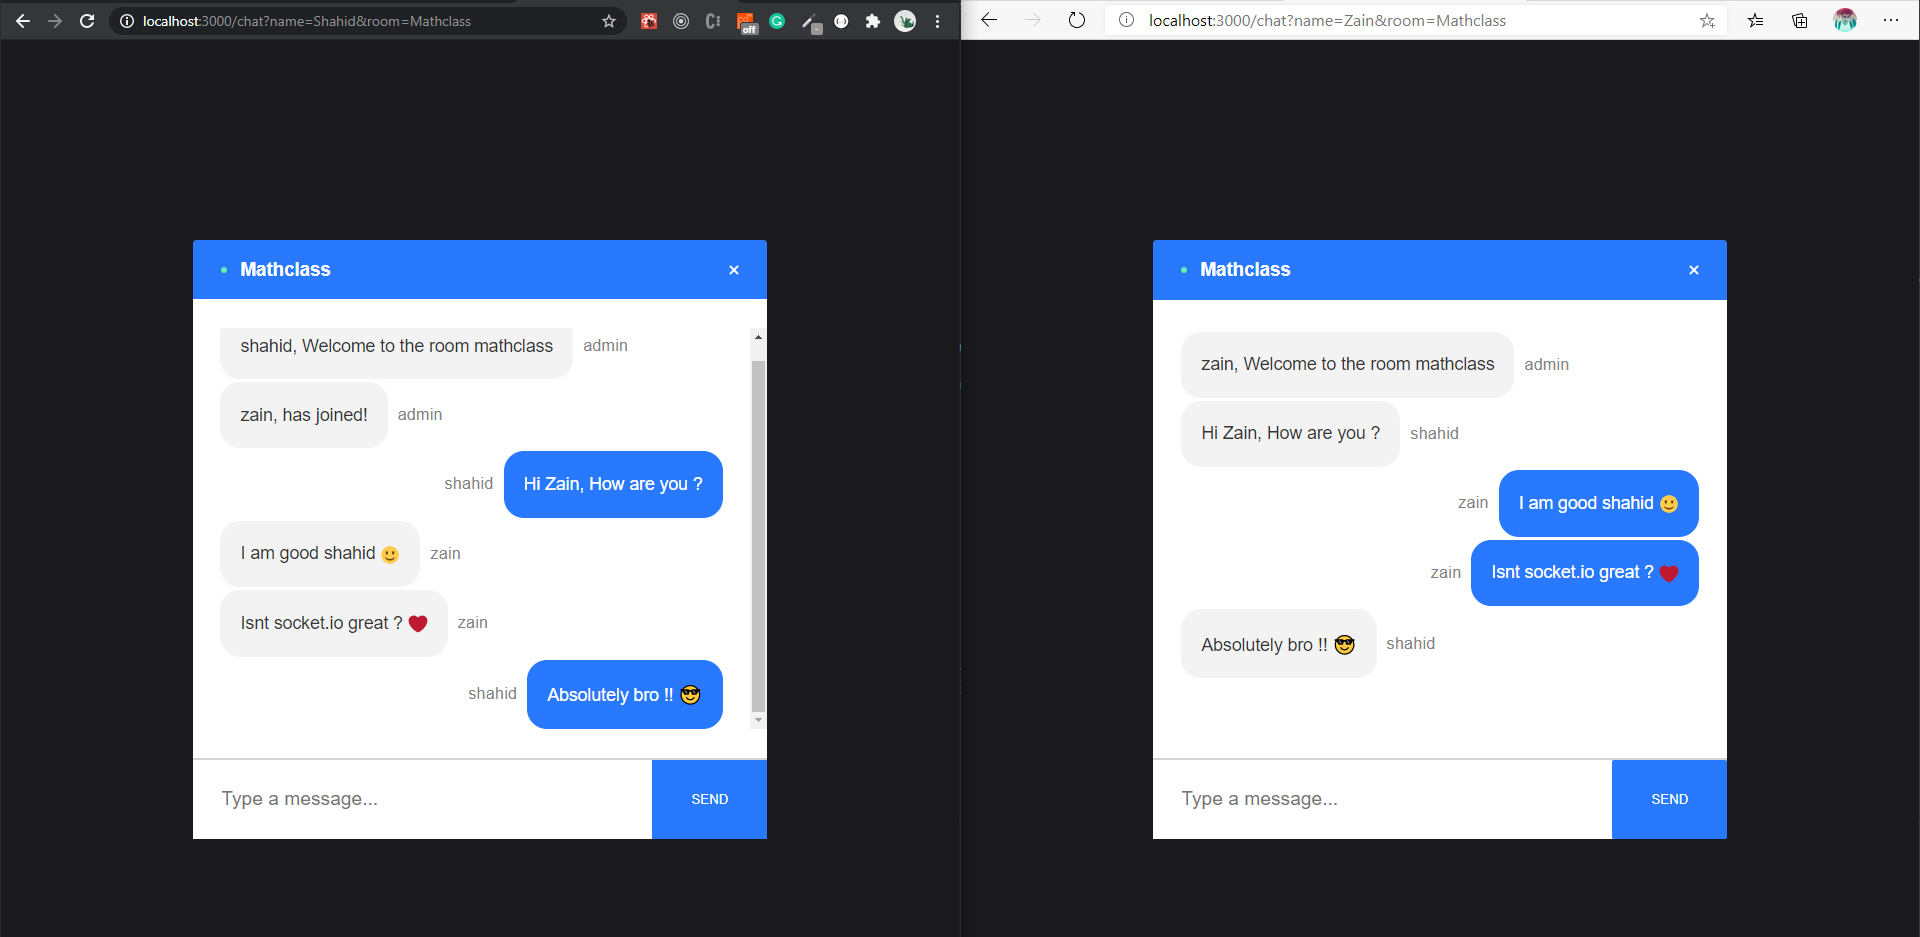 localhost:3000/chat?name=Shahid&room=Mathclass
off
Mathclass
×
shahid, Welcome to the room mathclass
admin
zain, has joined!
admin
shahid
Hi Zain, How are you ?
I am good shahid 🙂
zain
Isnt socket.io great ? ❤️
zain
shahid
Absolutely bro !! 😎
Type a message...
SEND
localhost:3000/chat?name=Zain&room=Mathclass
Mathclass
×
zain, Welcome to the room mathclass
admin
Hi Zain, How are you ?
shahid
zain
I am good shahid 🙂
zain
Isnt socket.io great ? ❤️
Absolutely bro !! 😎
shahid
Type a message...
SEND